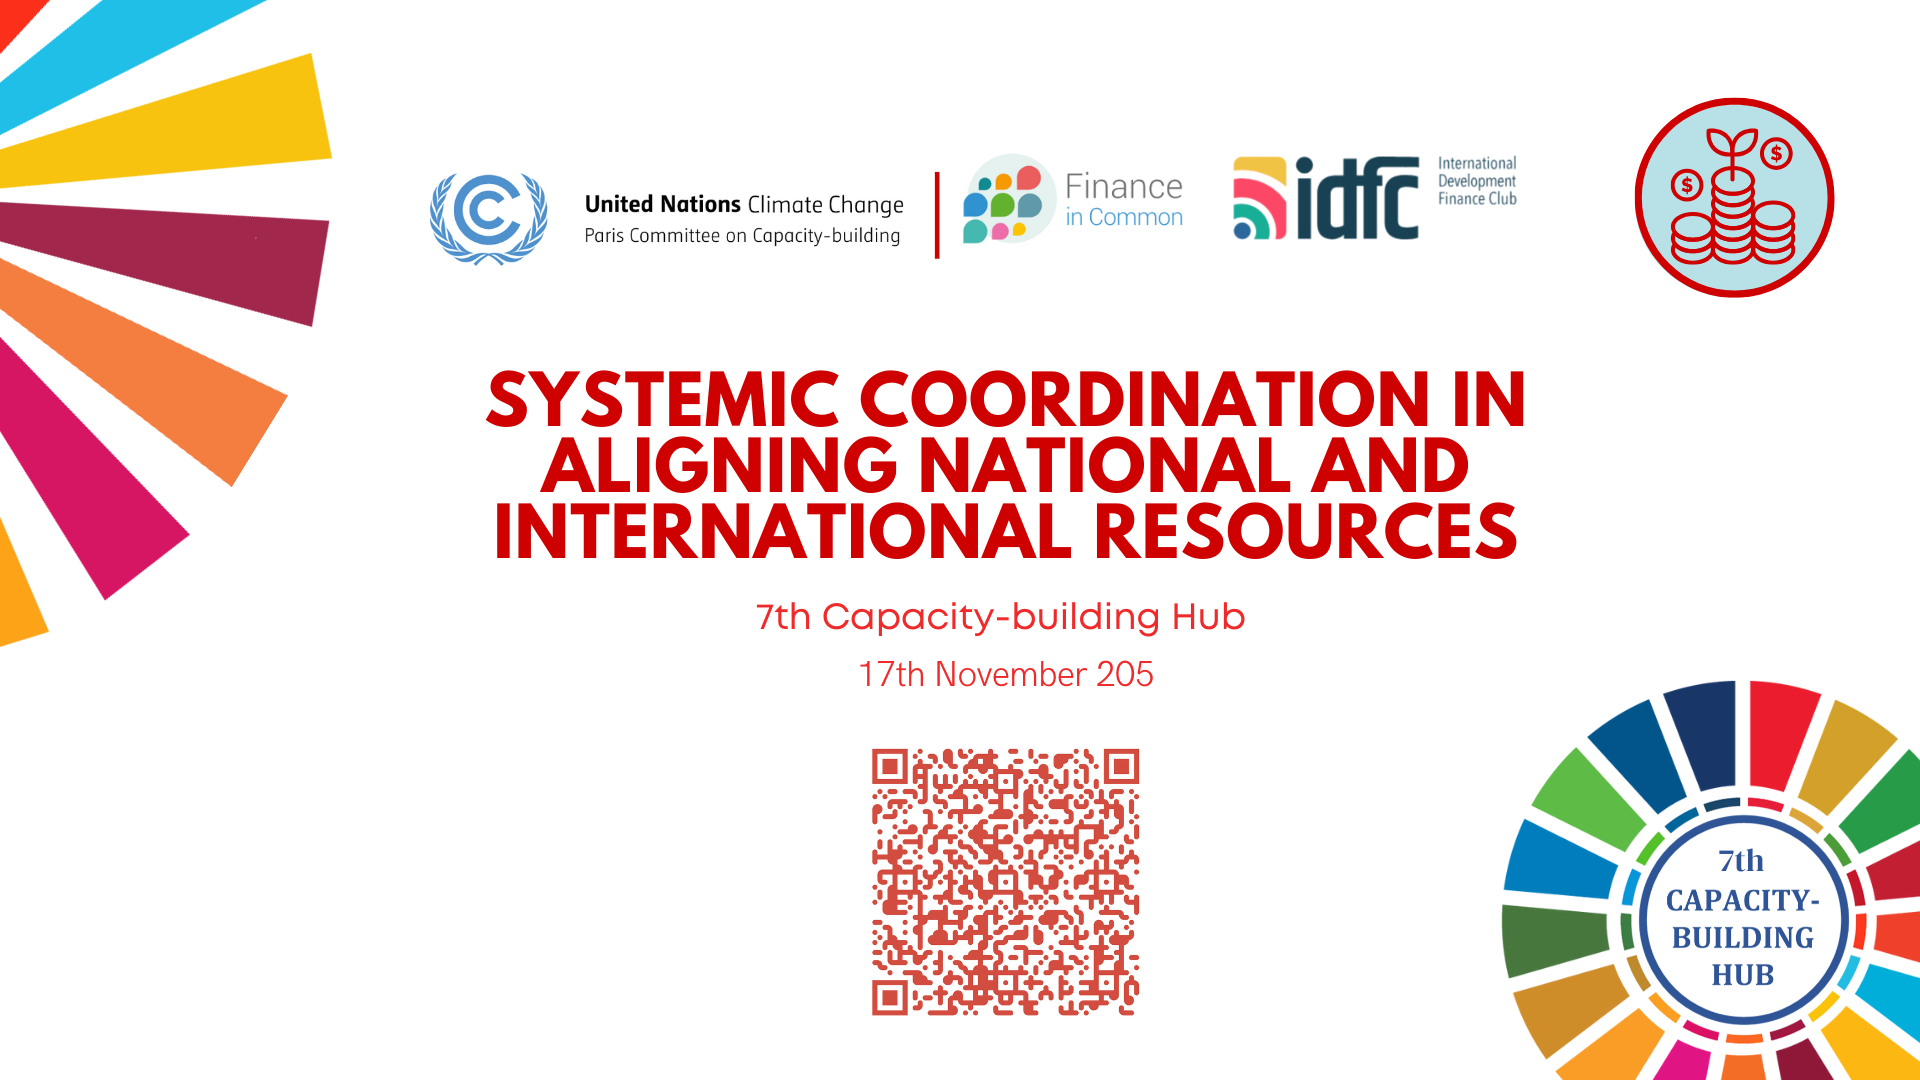 United Nations Climate Change
Paris Committee on Capacity-building
Finance
in Common
idfc
International
Development
Finance Club
$
$
SYSTEMIC COORDINATION IN
ALIGNING NATIONAL AND
INTERNATIONAL RESOURCES
7th Capacity-building Hub
17th November 205
7th
CAPACITY-
BUILDING
HUB